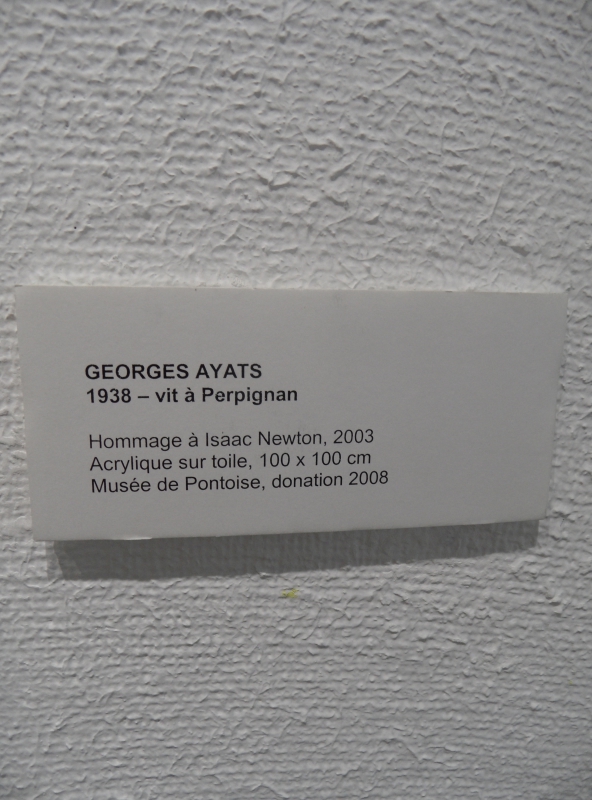 GEORGES AYATS
1938 – vit à Perpignan
Hommage à Isaac Newton, 2003
Acrylique sur toile, 100 x 100 cm
Musée de Pontoise, donation 2008